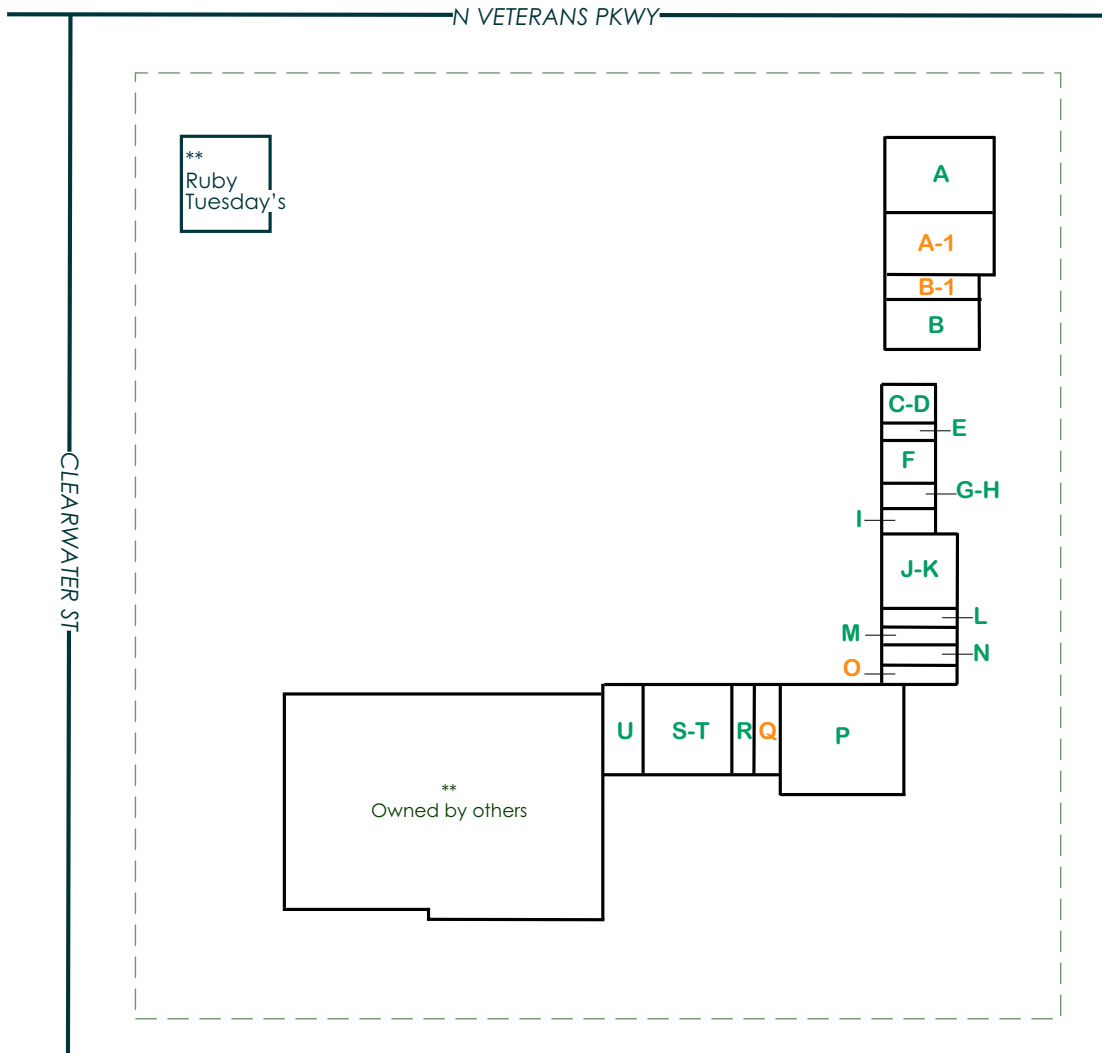 N VETERANS PKWY
CLEARWATER ST
**
Ruby
Tuesday's
A
A-1
B-1
B
C-D
E
F
G-H
I
J-K
L
M
N
O
U
S-T
R
Q
P
**
Owned by others